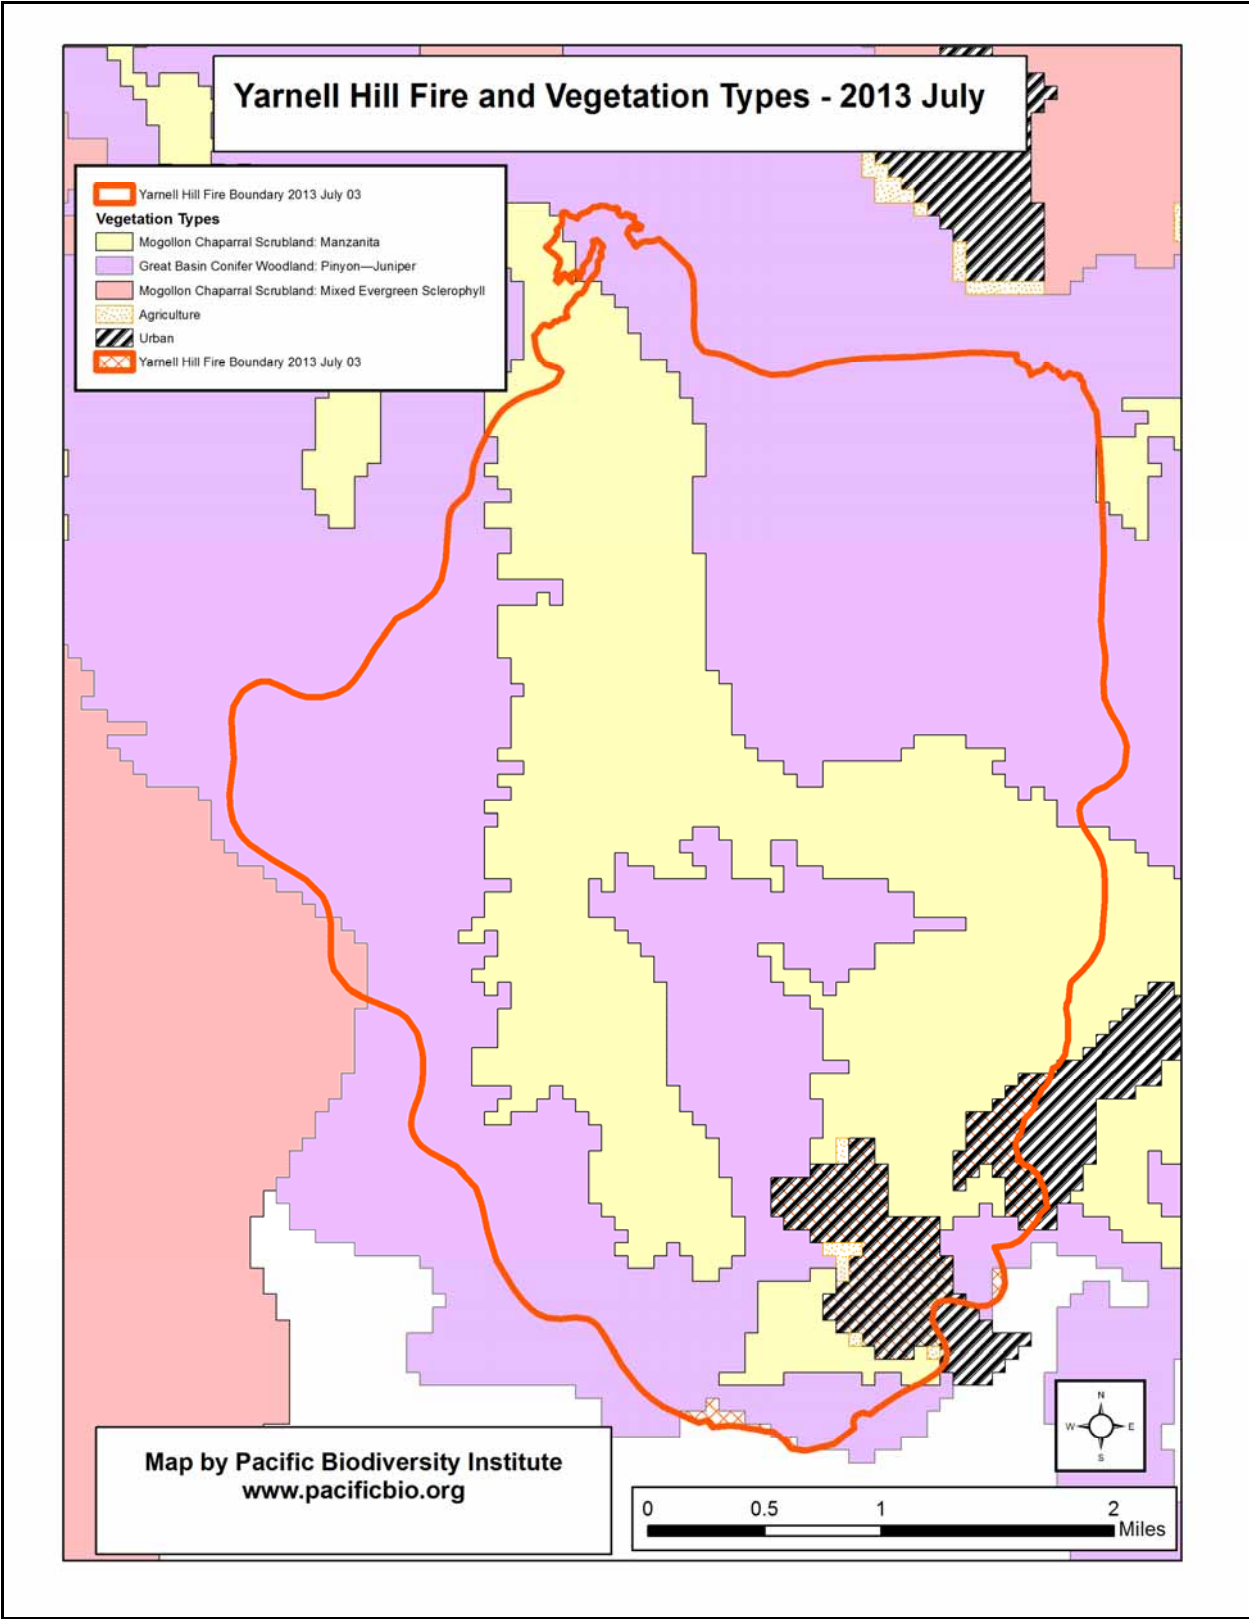 Yarnell Hill Fire and Vegetation Types - 2013 July
Yarnell Hill Fire Boundary 2013 July 03
Vegetation Types
Mogollon Chaparral Scrubland: Manzanita
Great Basin Conifer Woodland: Pinyon—Juniper
Mogollon Chaparral Scrubland: Mixed Evergreen Sclerophyll
Agriculture
Urban
Yarnell Hill Fire Boundary 2013 July 03
N
W E
S
Map by Pacific Biodiversity Institute
www.pacificbio.org
0 0.5 1 2
Miles